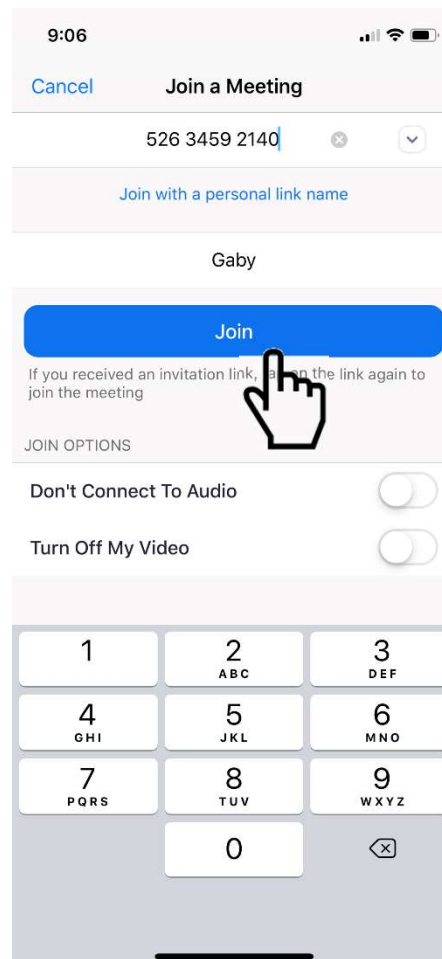 9:06
Cancel Join a Meeting
526 3459 2140
Join with a personal link name
Gaby
Join
If you received an invitation link, on the link again to
join the meeting
JOIN OPTIONS
Don't Connect To Audio
Turn Off My Video
1 2 3
ABC DEF
4 5 6
GHI JKL MNO
7 8 9
PQRS TUV WXYZ
0